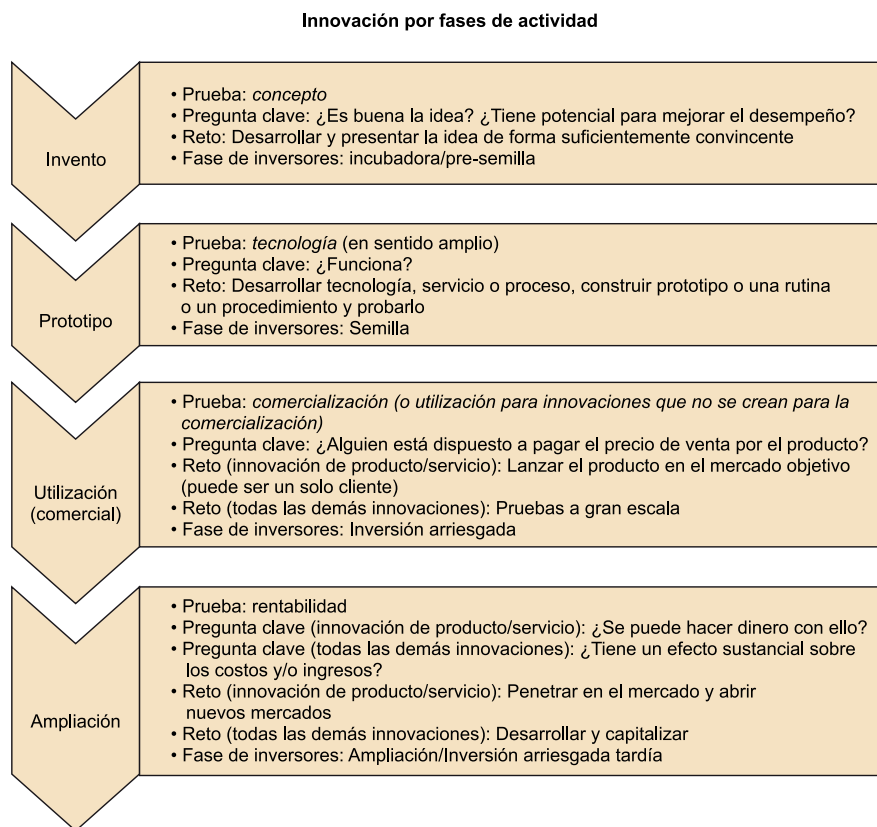 Innovación por fases de actividad
Invento
• Prueba: concepto
• Pregunta clave: ¿Es buena la idea? ¿Tiene potencial para mejorar el desempeño?
• Reto: Desarrollar y presentar la idea de forma suficientemente convincente
• Fase de inversores: incubadora/pre-semilla
Prototipo
• Prueba: tecnología (en sentido amplio)
• Pregunta clave: ¿Funciona?
• Reto: Desarrollar tecnología, servicio o proceso, construir prototipo o una rutina
o un procedimiento y probarlo
• Fase de inversores: Semilla
Utilización
(comercial)
• Prueba: comercialización (o utilización para innovaciones que no se crean para la
comercialización)
• Pregunta clave: ¿Alguien está dispuesto a pagar el precio de venta por el producto?
• Reto (innovación de producto/servicio): Lanzar el producto en el mercado objetivo
(puede ser un solo cliente)
• Reto (todas las demás innovaciones): Pruebas a gran escala
• Fase de inversores: Inversión arriesgada
Ampliación
• Prueba: rentabilidad
• Pregunta clave (innovación de producto/servicio): ¿Se puede hacer dinero con ello?
• Pregunta clave (todas las demás innovaciones): ¿Tiene un efecto sustancial sobre
los costos y/o ingresos?
• Reto (innovación de producto/servicio): Penetrar en el mercado y abrir
nuevos mercados
• Reto (todas las demás innovaciones): Desarrollar y capitalizar
• Fase de inversores: Ampliación/Inversión arriesgada tardía